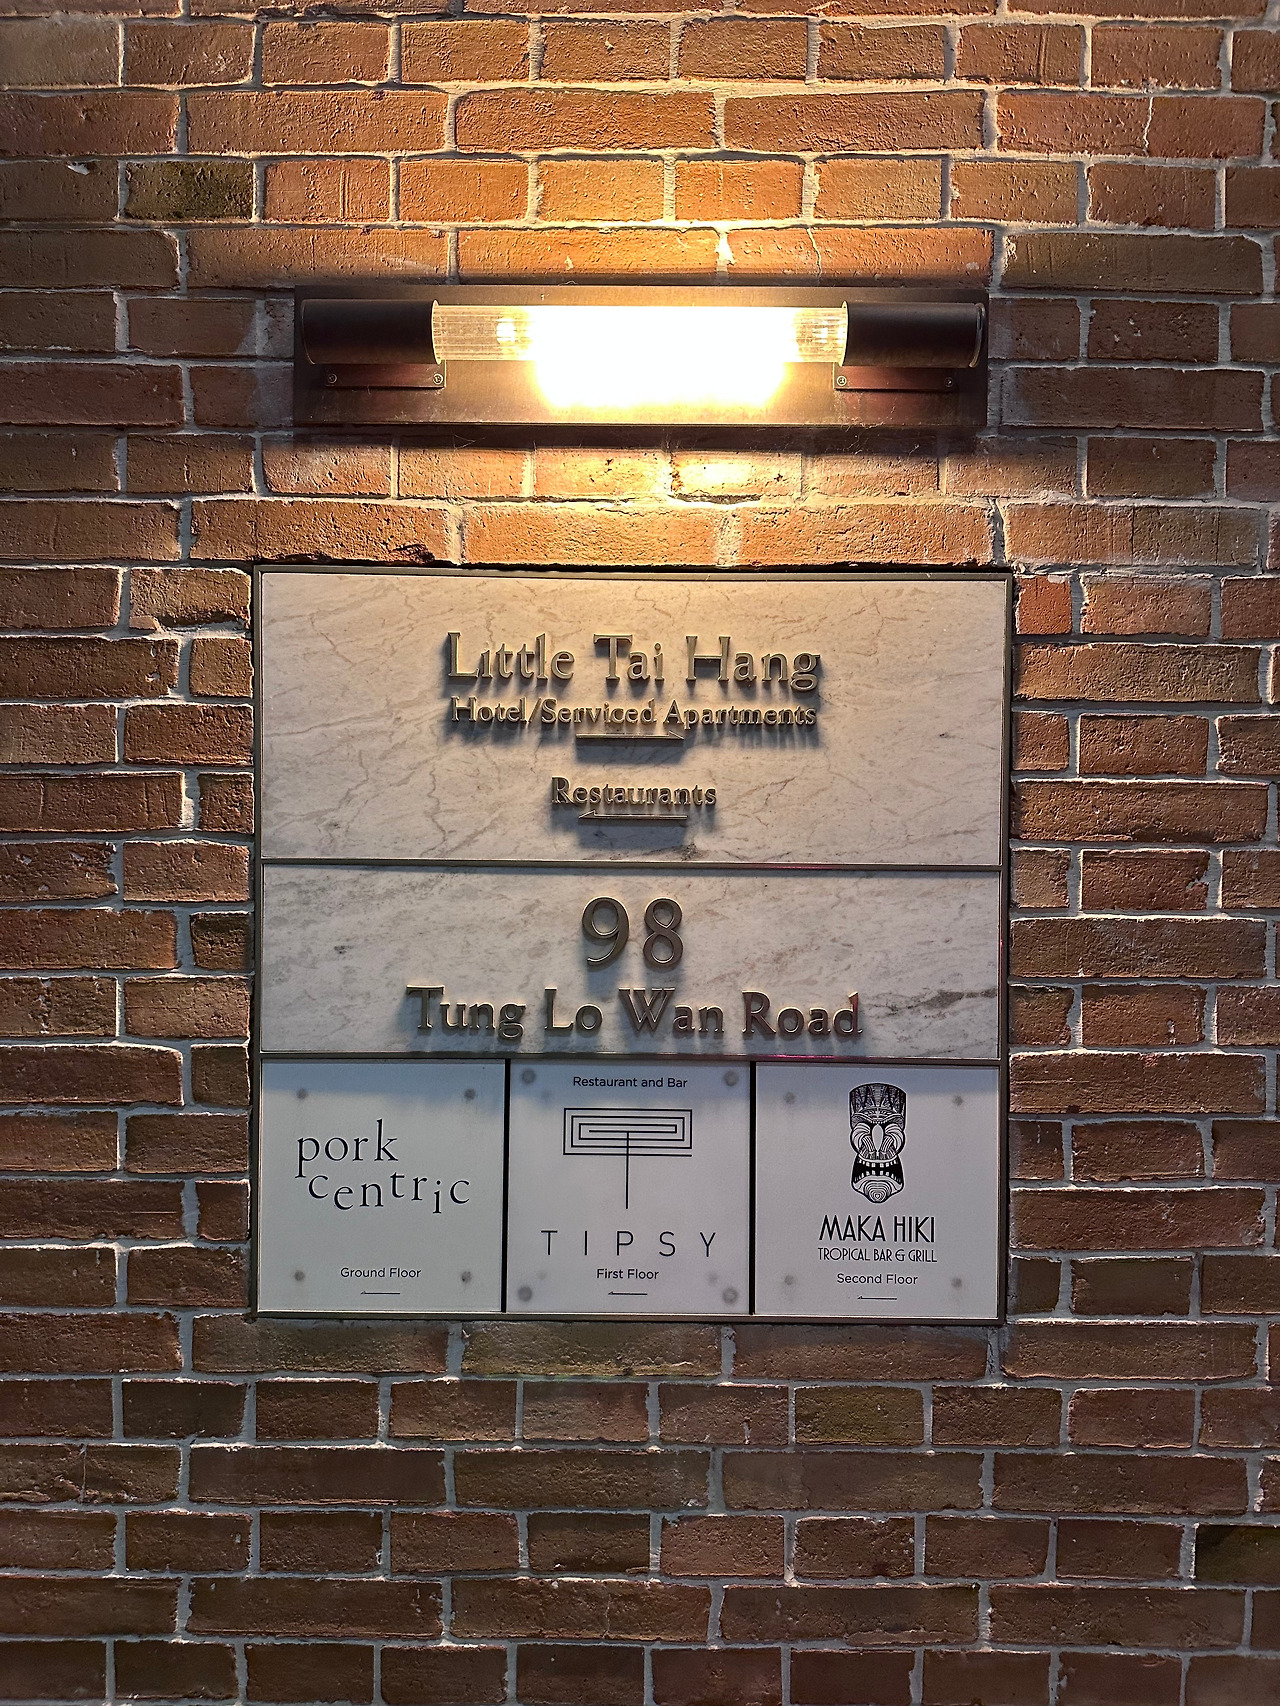 Little Tai Hang
Hotel/Serviced Apartments
Restaurants
98
Tung Lo Wan Road
pork
centric
Ground Floor
Restaurant and Bar
TIPSY
First Floor
MAKA HIKI
TROPICAL BAR & GRILL
Second Floor